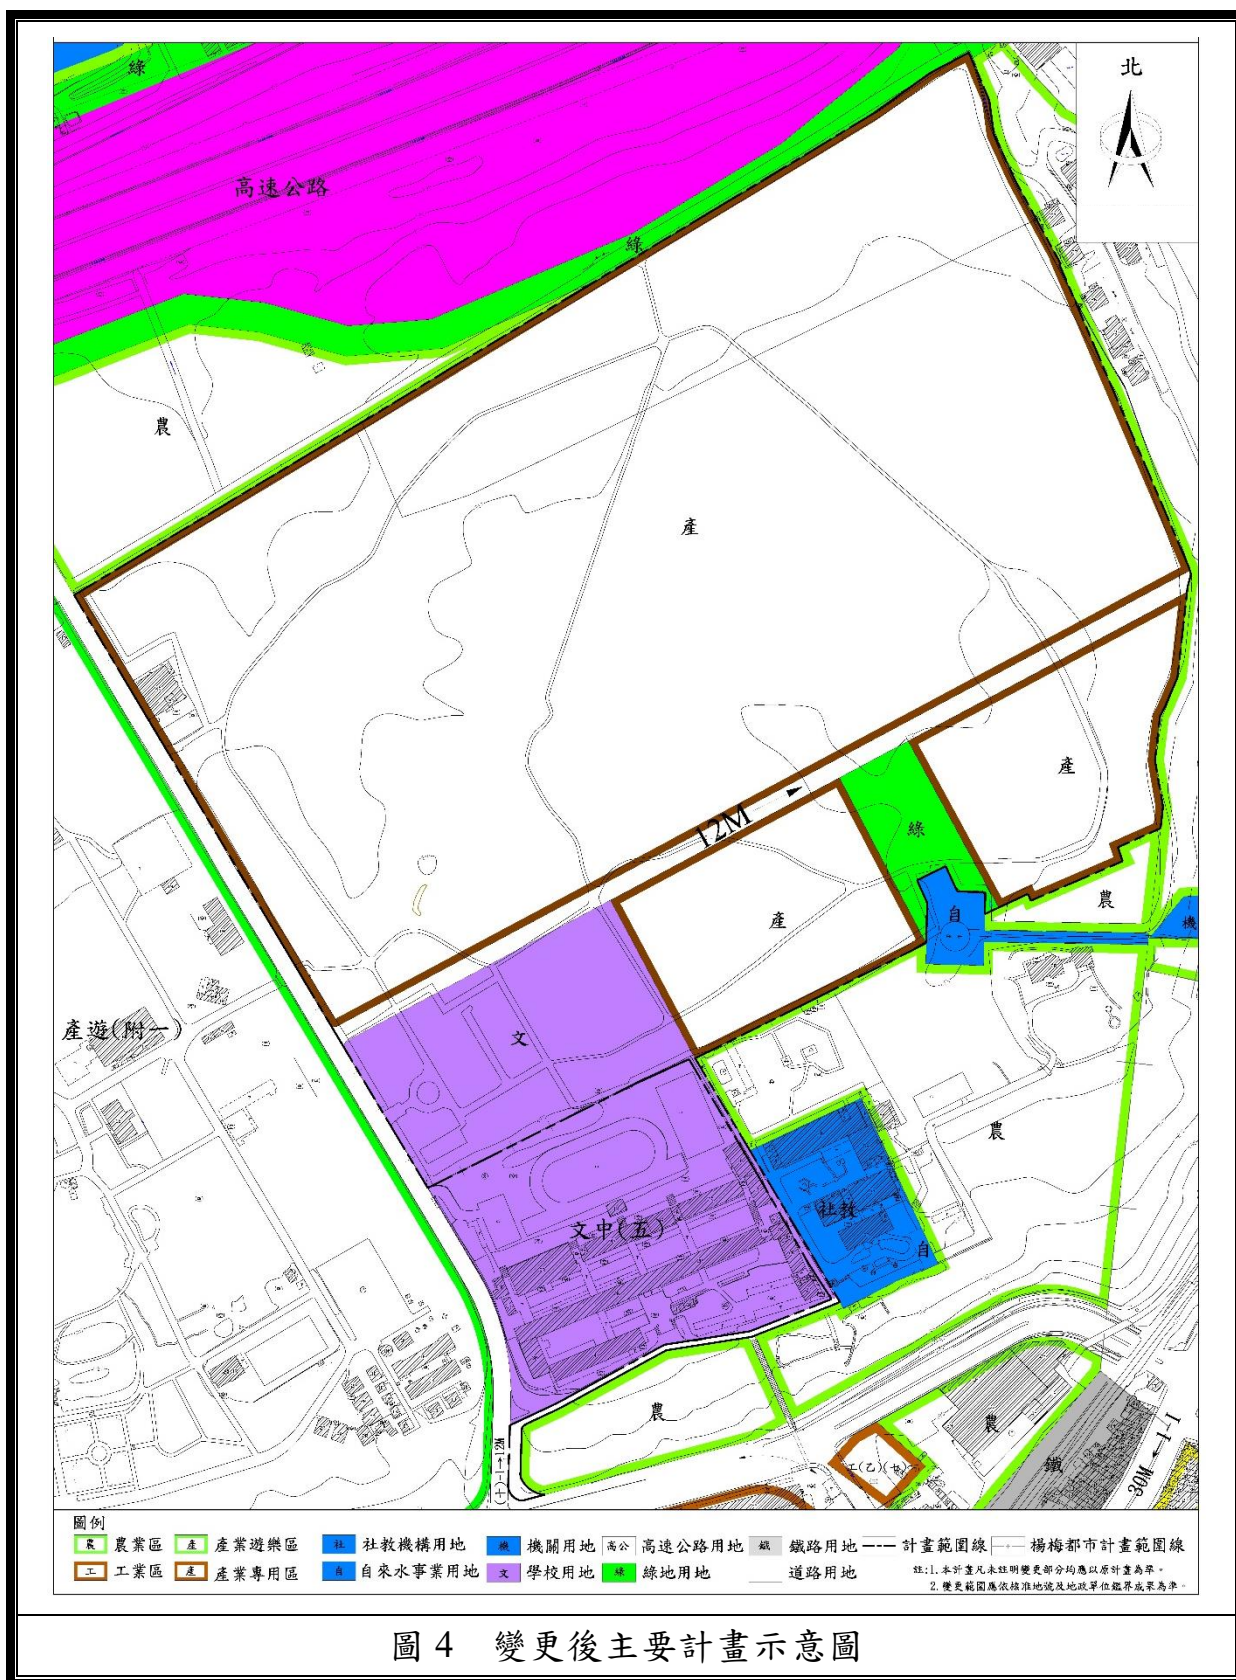 北
綠
高速公路
綠
農
產
產
12M
綠
產
農
自
機
產遊(附一)
文
農
社教
文中(五)
自
農
農
工(乙)(廿)
鐵
(十)-1-12M
30M 1-1
圖例
農 農業區 產 產業遊樂區 社 社教機構用地 機 機關用地 高公 高速公路用地 鐵 鐵路用地 計畫範圍線 楊梅都市計畫範圍線
工 工業區 產 產業專用區 自 自來水事業用地 文 學校用地 綠 綠地用地 道路用地
註:1.本計畫凡未註明變更部分均應以原計畫為準。
2.變更範圍應依核准地號及地政單位鑑界成果為準。
圖 4 變更後主要計畫示意圖